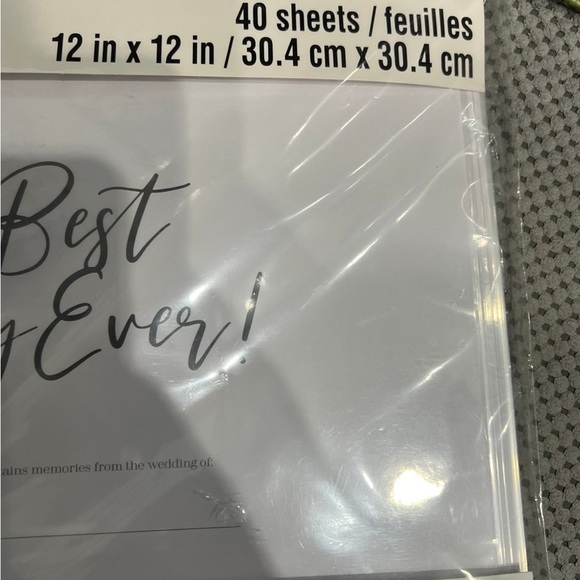 40 sheets / feuilles
12 in x 12 in / 30.4 cm x 30.4 cm
Best
Ever!
memories from the wedding of: